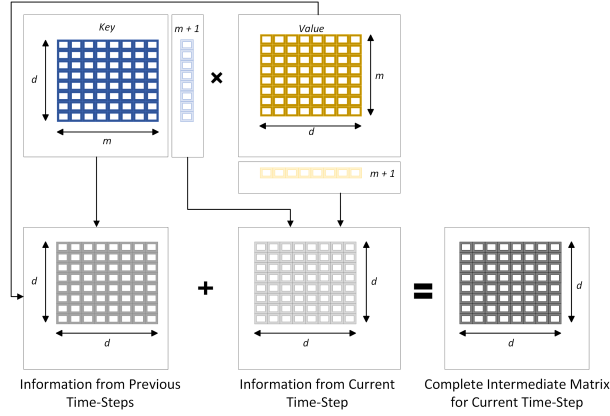 Key
m + 1
Value
d
m
m
d
×
m + 1
d
d
d
+
d
d
=
d
Information from Previous
Time-Steps
Information from Current
Time-Step
Complete Intermediate Matrix
for Current Time-Step